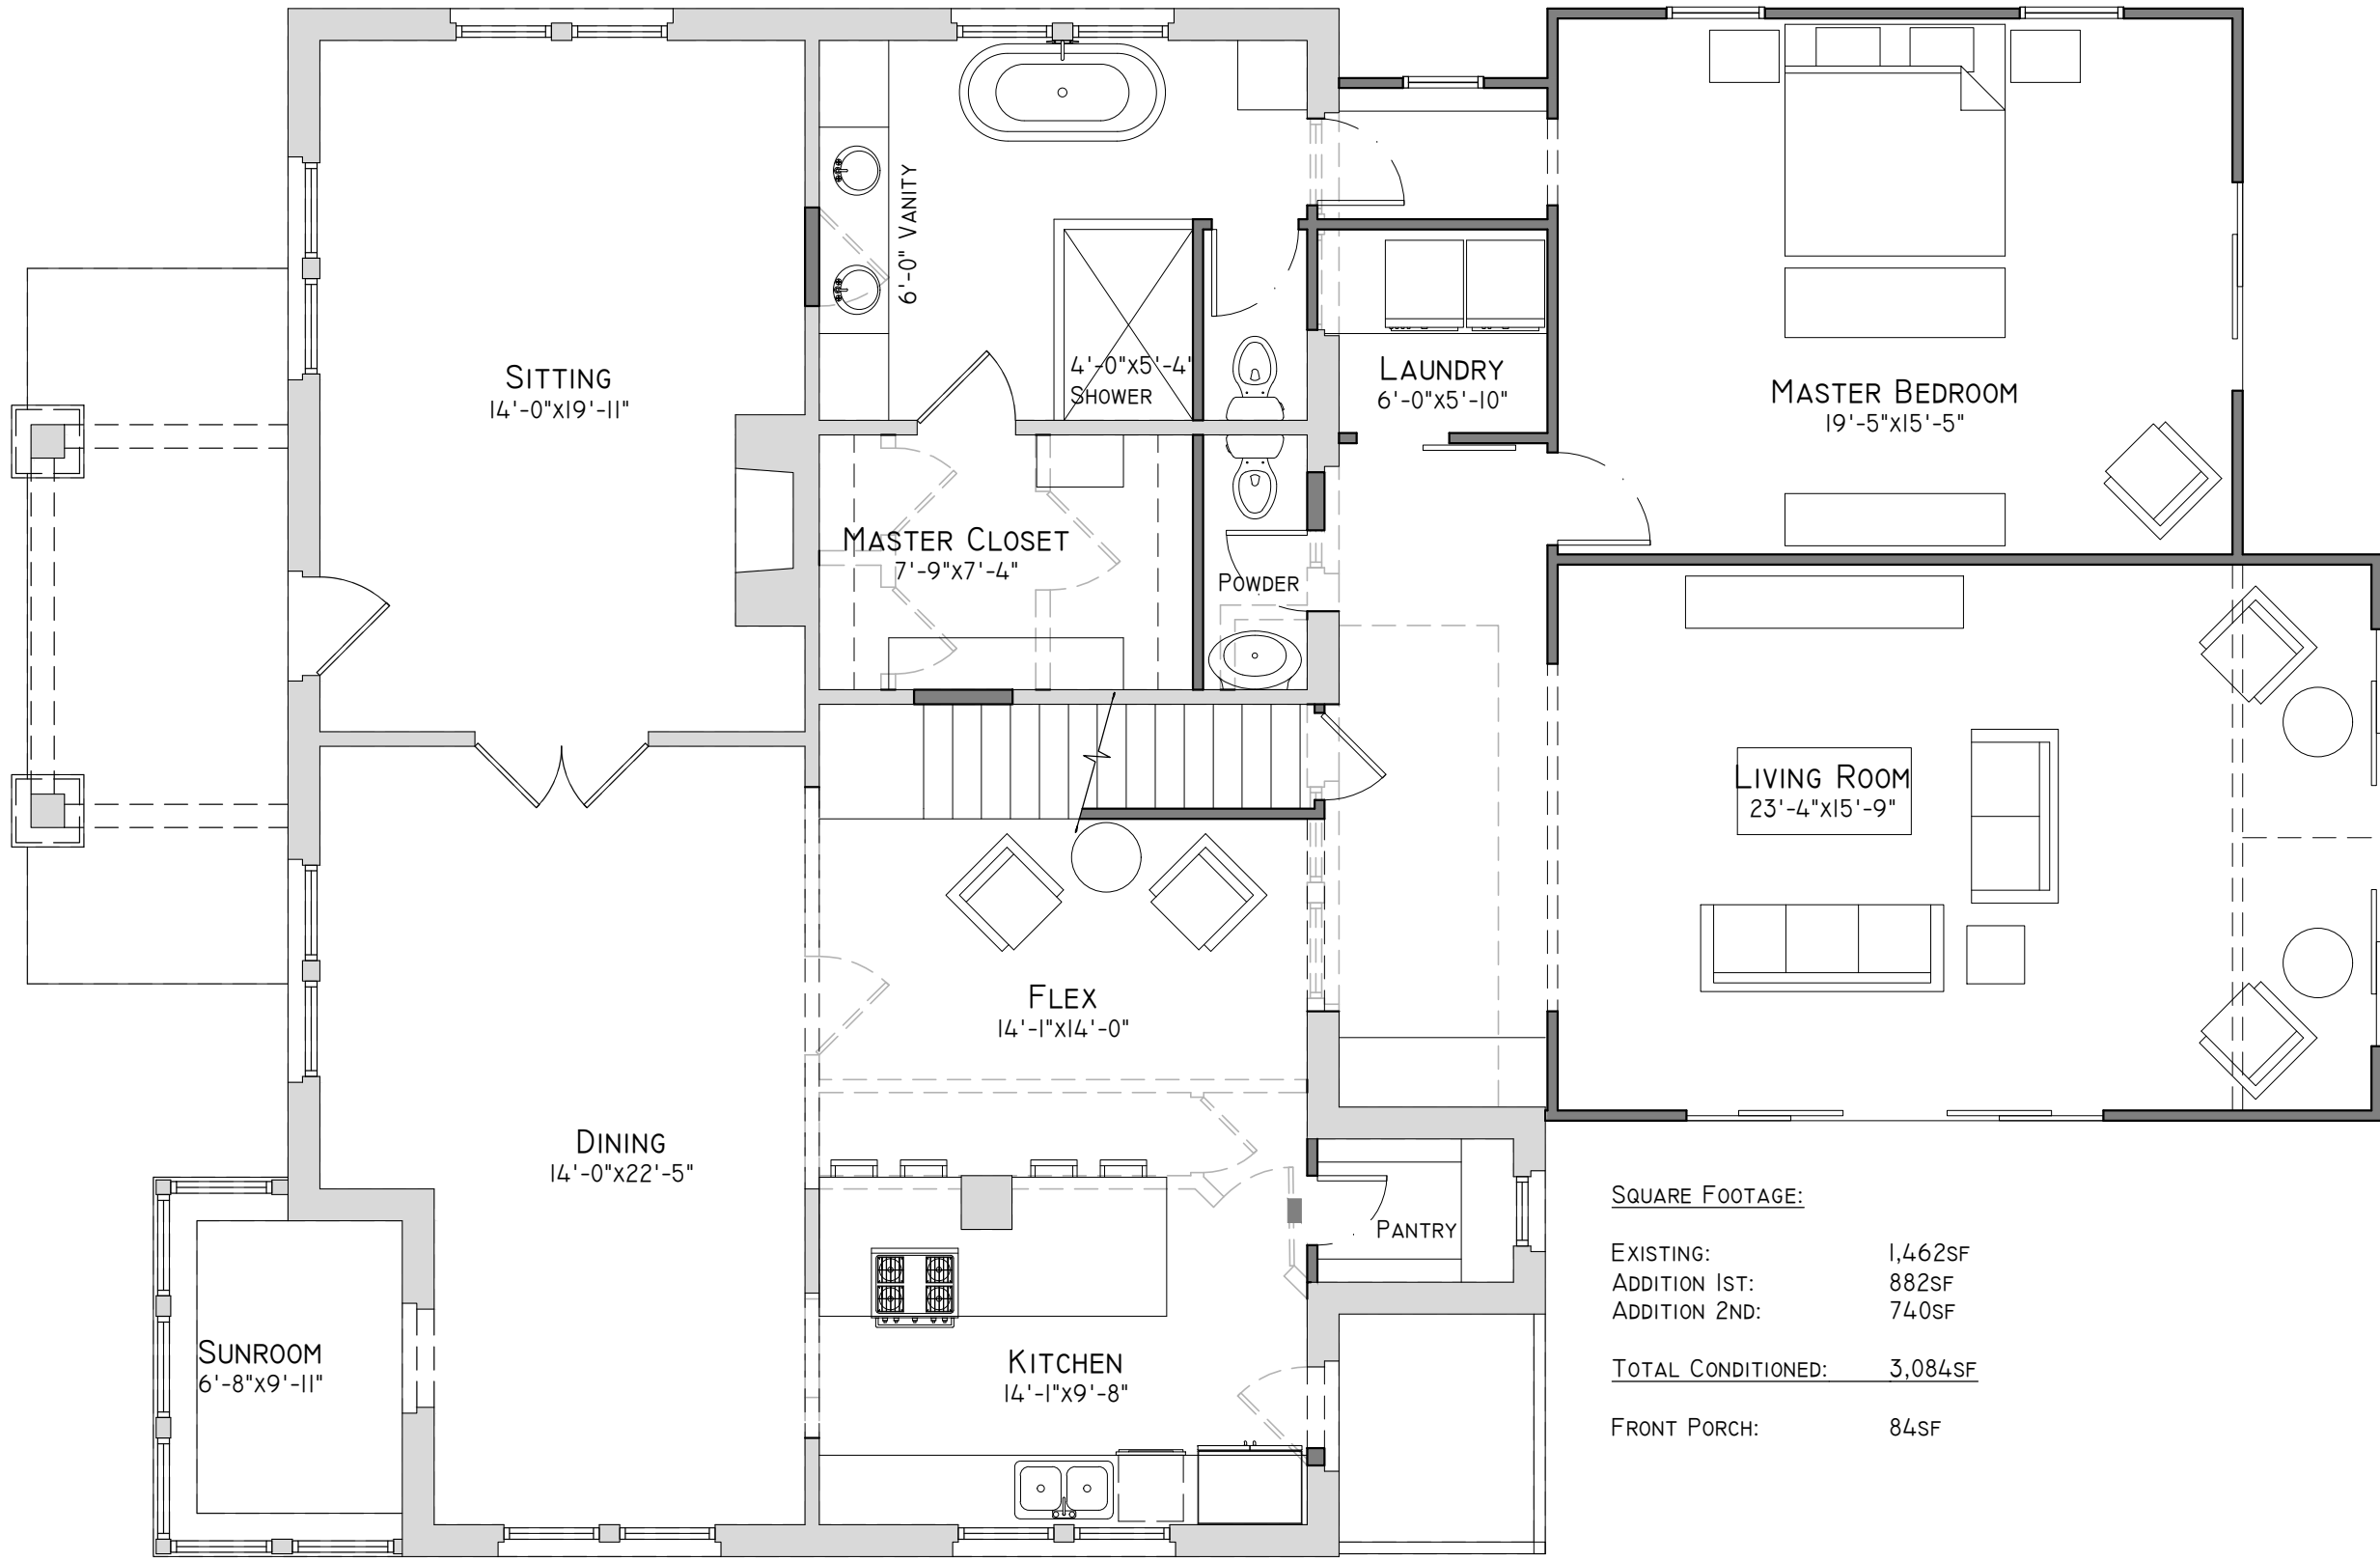 6'-0" Vanity
4'-0"x5'-4"
Shower
Sitting
14'-0"x19'-11"
Laundry
6'-0"x5'-10"
Master Bedroom
19'-5"x15'-5"
Master Closet
7'-9"x7'-4"
Powder
Living Room
23'-4"x15'-9"
Flex
14'-1"x14'-0"
Dining
14'-0"x22'-5"
Pantry
Sunroom
6'-8"x9'-11"
Kitchen
14'-1"x9'-8"
Square Footage:
Existing: 1,462sf
Addition 1st: 882sf
Addition 2nd: 740sf
Total Conditioned: 3,084sf
Front Porch: 84sf